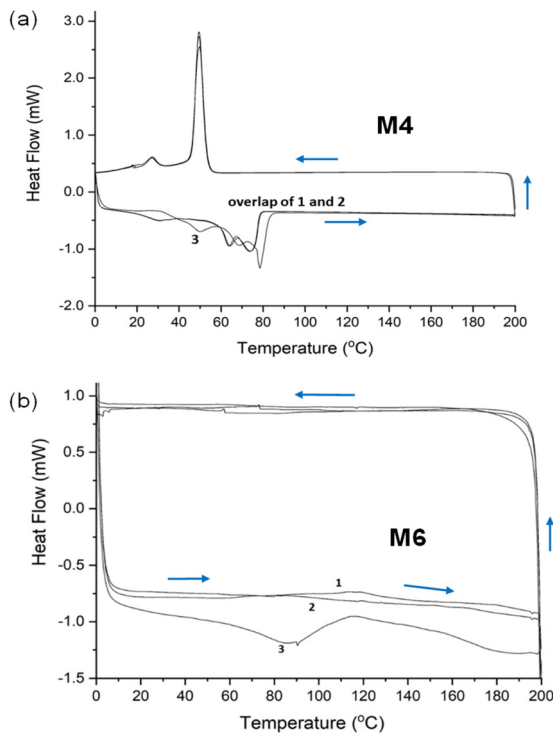 (a)
3.0
2.0
1.0
0.0
-1.0
-2.0
Heat Flow (mW)
M4
overlap of 1 and 2
3
0 20 40 60 80 100 120 140 160 180 200
Temperature (°C)
(b)
1.0
0.5
0.0
-0.5
-1.0
-1.5
Heat Flow (mW)
M6
1
2
3
0 20 40 60 80 100 120 140 160 180 200
Temperature (°C)